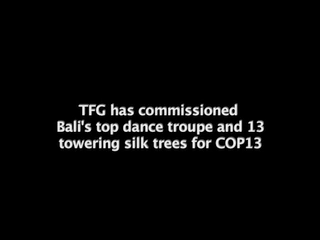 TFG has commissioned
Bali's top dance troupe and 13
towering silk trees for COP13